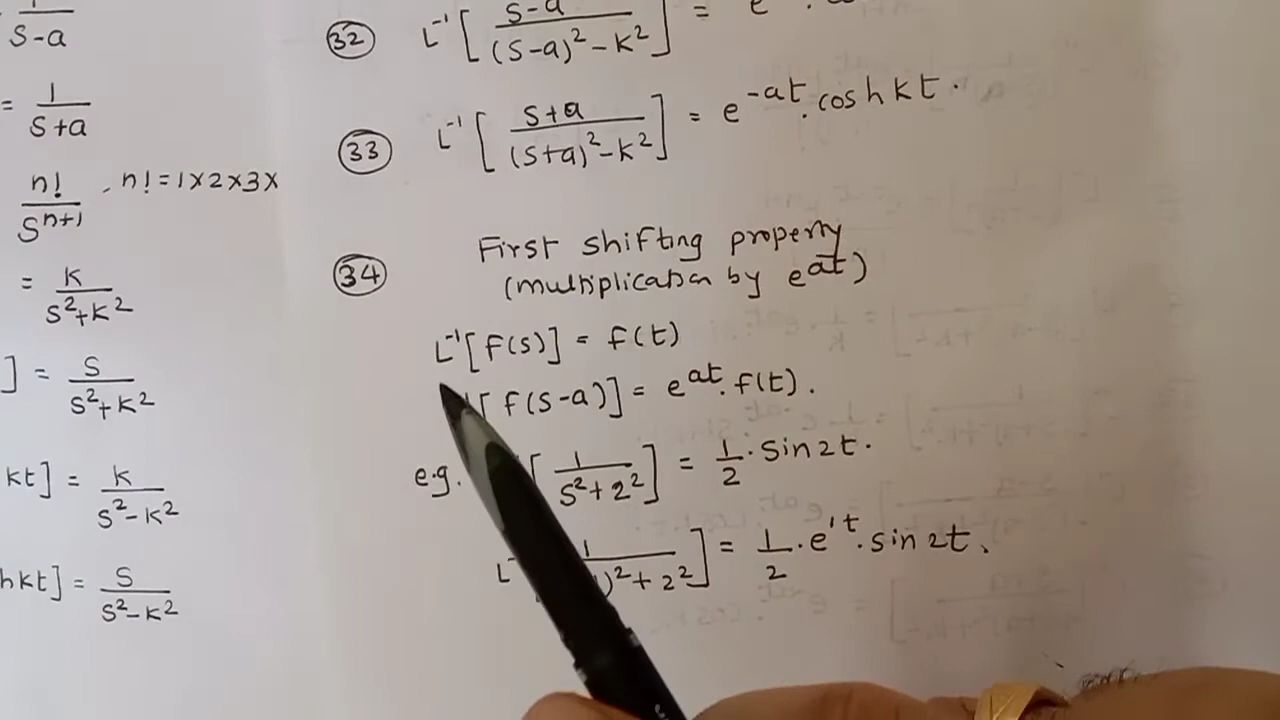 1/(S-a)
= 1/(S+a)
n!/S^(n+1) , n! = 1×2×3×
= K/(S²+K²)
] = S/(S²+K²)
kt] = K/(S²-K²)
hkt] = S/(S²-K²)
(32) L⁻¹[(S-a)/((S-a)²-K²)] = e
(33) L⁻¹[(S+a)/((S+a)²-K²)] = e^(-at). coshkt.
(34) First shifting property
(multiplication by e^(at))
L⁻¹[F(S)] = f(t)
[F(S-a)] = e^(at). f(t).
e.g. [1/(S²+2²)] = 1/2 . Sin2t.
L 1/( )²+2²] = 1/2 . e^(1t). sin2t.